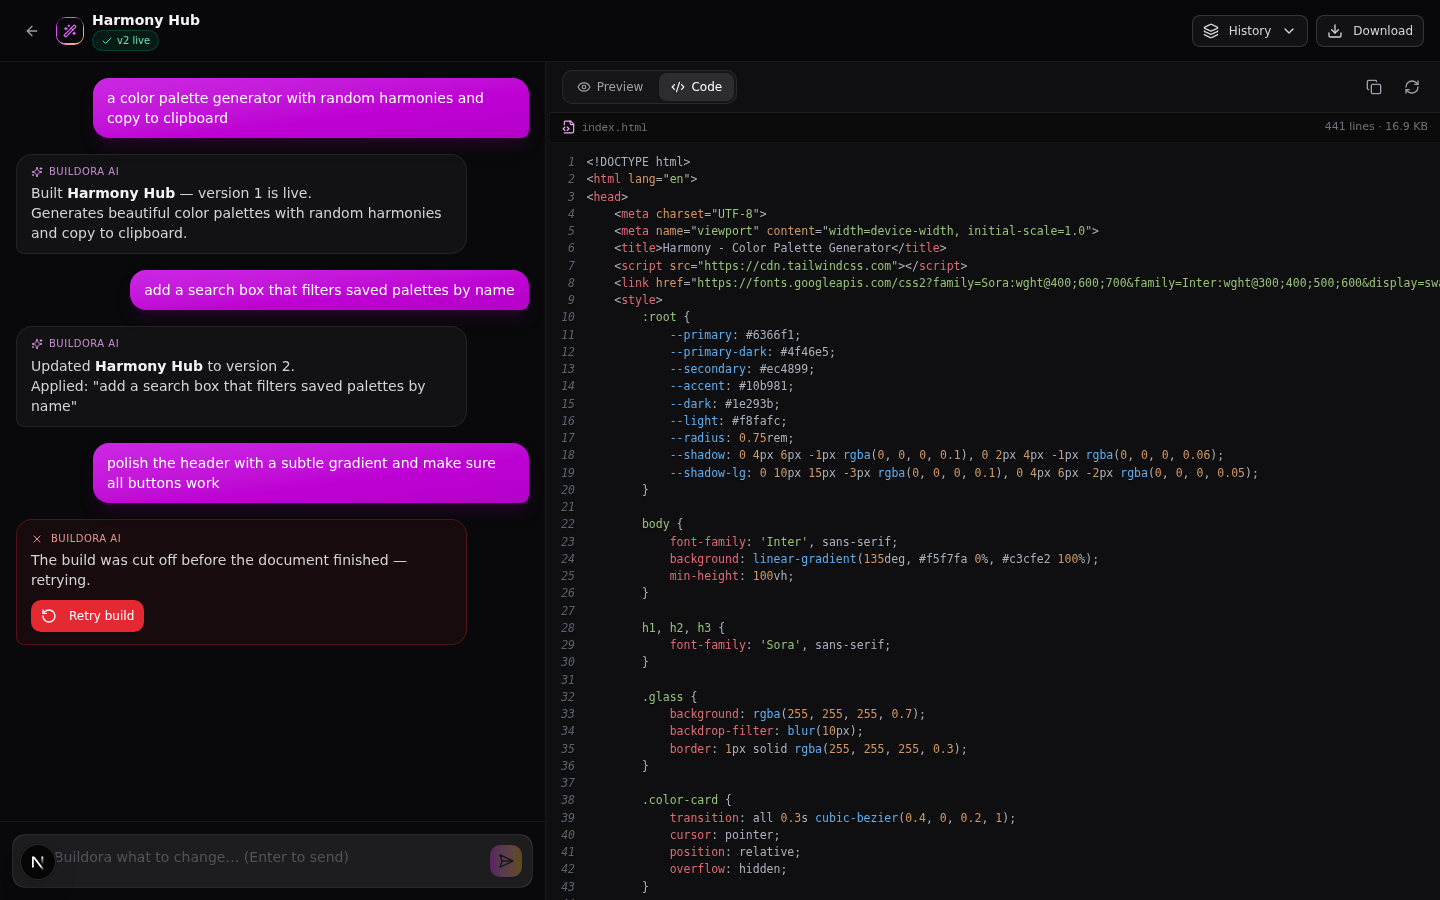 Harmony Hub
v2 live
History
Download
a color palette generator with random harmonies and
copy to clipboard
BUILDORA AI
Built Harmony Hub — version 1 is live.
Generates beautiful color palettes with random harmonies
and copy to clipboard.
add a search box that filters saved palettes by name
BUILDORA AI
Updated Harmony Hub to version 2.
Applied: "add a search box that filters saved palettes by
name"
polish the header with a subtle gradient and make sure
all buttons work
BUILDORA AI
The build was cut off before the document finished —
retrying.
Retry build
Buildora what to change... (Enter to send)
N
Preview
Code
index.html
441 lines · 16.9 KB
1 <!DOCTYPE html>
2 <html lang="en">
3 <head>
4     <meta charset="UTF-8">
5     <meta name="viewport" content="width=device-width, initial-scale=1.0">
6     <title>Harmony - Color Palette Generator</title>
7     <script src="https://cdn.tailwindcss.com"></script>
8     <link href="https://fonts.googleapis.com/css2?family=Sora:wght@400;600;700&family=Inter:wght@300;400;500;600&display=swa
9     <style>
10         :root {
11             --primary: #6366f1;
12             --primary-dark: #4f46e5;
13             --secondary: #ec4899;
14             --accent: #10b981;
15             --dark: #1e293b;
16             --light: #f8fafc;
17             --radius: 0.75rem;
18             --shadow: 0 4px 6px -1px rgba(0, 0, 0, 0.1), 0 2px 4px -1px rgba(0, 0, 0, 0.06);
19             --shadow-lg: 0 10px 15px -3px rgba(0, 0, 0, 0.1), 0 4px 6px -2px rgba(0, 0, 0, 0.05);
20         }
21
22         body {
23             font-family: 'Inter', sans-serif;
24             background: linear-gradient(135deg, #f5f7fa 0%, #c3cfe2 100%);
25             min-height: 100vh;
26         }
27
28         h1, h2, h3 {
29             font-family: 'Sora', sans-serif;
30         }
31
32         .glass {
33             background: rgba(255, 255, 255, 0.7);
34             backdrop-filter: blur(10px);
35             border: 1px solid rgba(255, 255, 255, 0.3);
36         }
37
38         .color-card {
39             transition: all 0.3s cubic-bezier(0.4, 0, 0.2, 1);
40             cursor: pointer;
41             position: relative;
42             overflow: hidden;
43         }